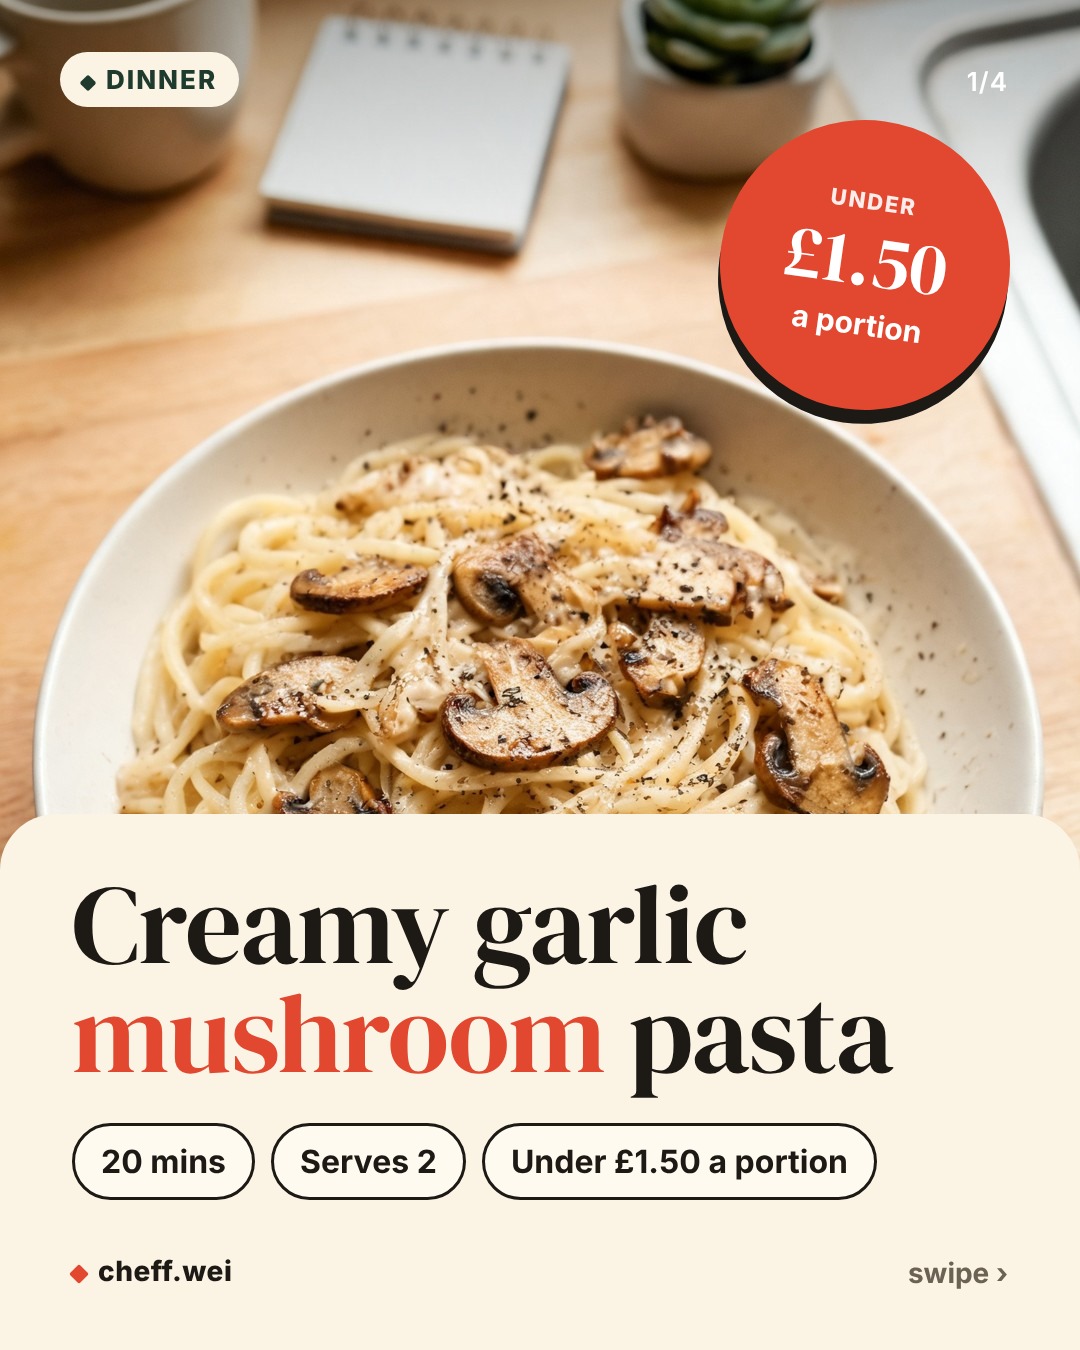 ◆ DINNER
1/4
UNDER
£1.50
a portion
Creamy garlic
mushroom pasta
20 mins
Serves 2
Under £1.50 a portion
◆ cheff.wei
swipe ›